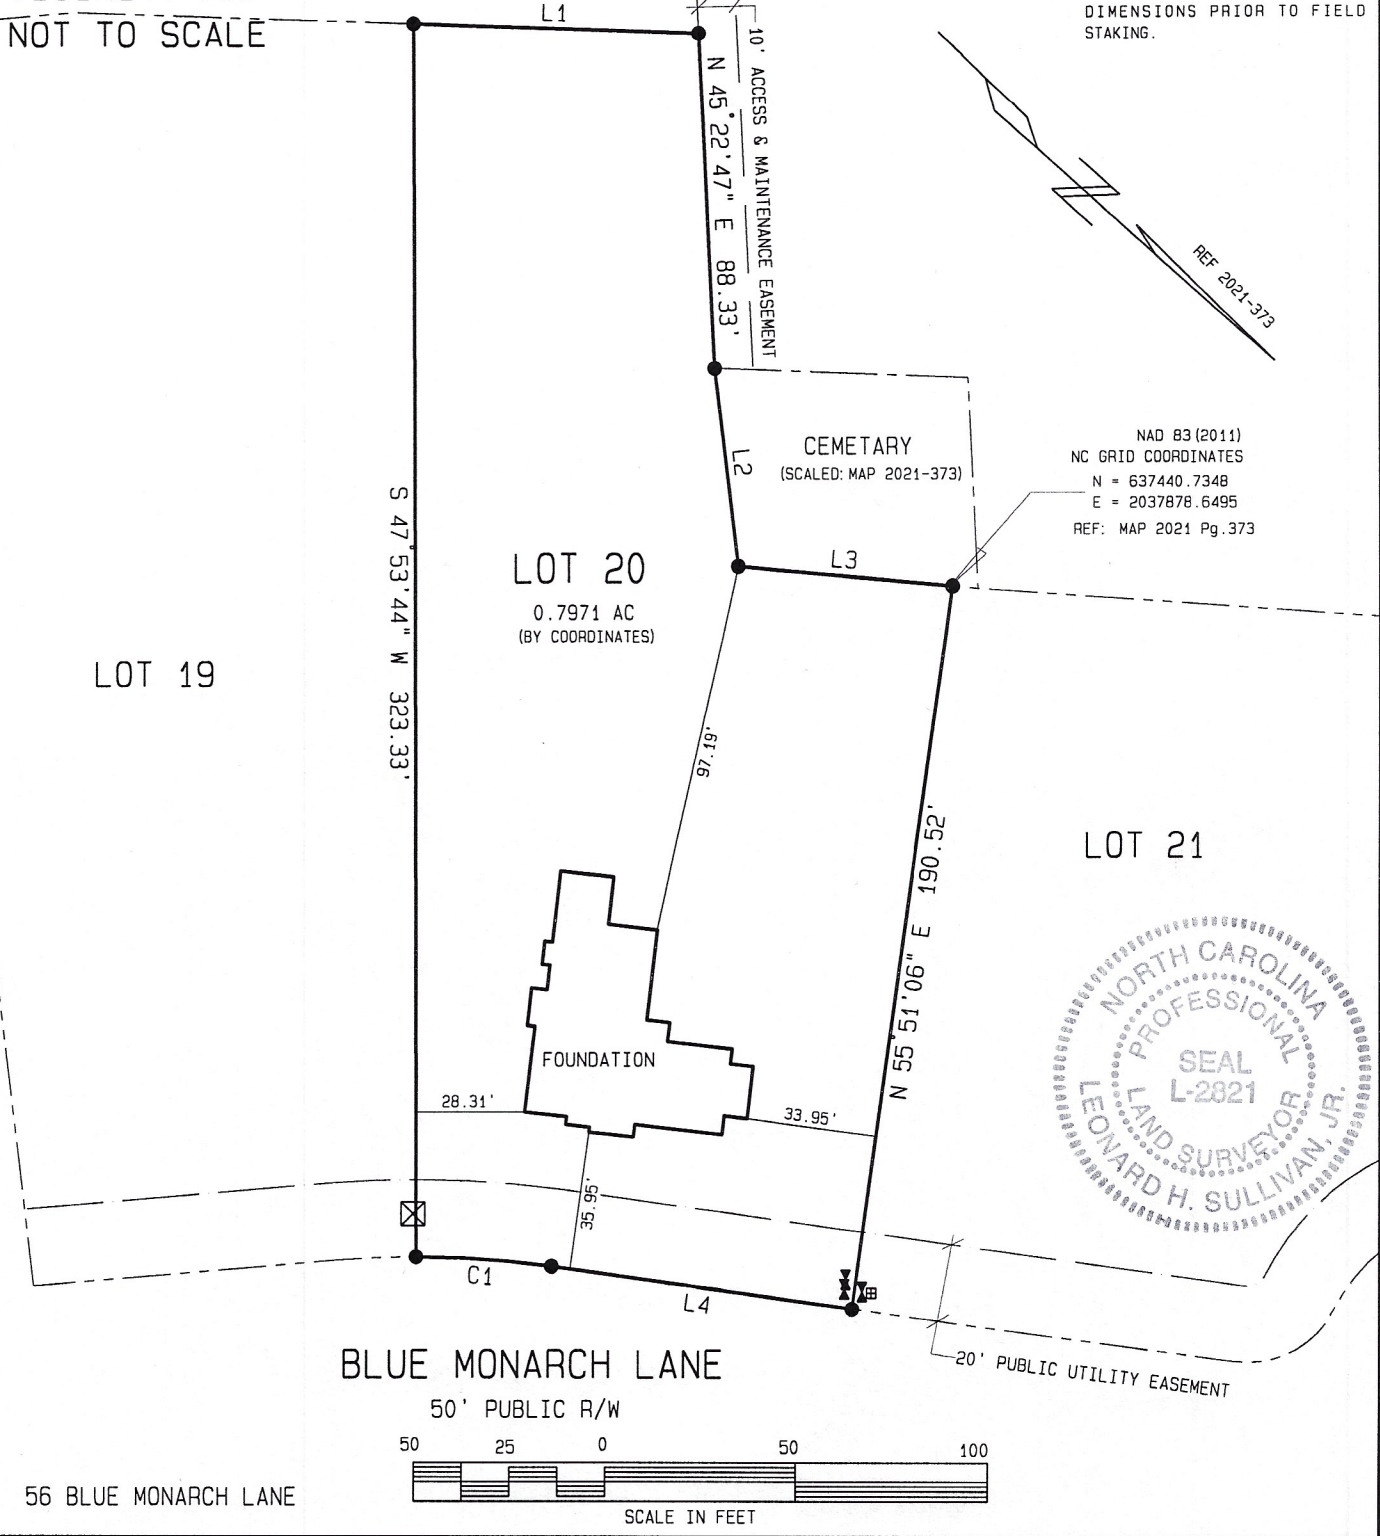 NOT TO SCALE
L1
DIMENSIONS PRIOR TO FIELD
STAKING.
N 45°22'47" E 88.33'
10' ACCESS & MAINTENANCE EASEMENT
REF 2021-373
L2
CEMETARY
(SCALED: MAP 2021-373)
NAD 83(2011)
NC GRID COORDINATES
N = 637440.7348
E = 2037878.6495
REF: MAP 2021 Pg.373
S 47°53'44" W 323.33'
L3
LOT 20
0.7971 AC
(BY COORDINATES)
LOT 19
97.19'
N 55°51'06" E 190.52'
LOT 21
NORTH CAROLINA
PROFESSIONAL
SEAL
L-2821
LAND SURVEYOR
LEONARD H. SULLIVAN, JR.
FOUNDATION
28.31'
33.95'
35.95'
C1
L4
BLUE MONARCH LANE
50' PUBLIC R/W
20' PUBLIC UTILITY EASEMENT
50 25 0 50 100
SCALE IN FEET
56 BLUE MONARCH LANE